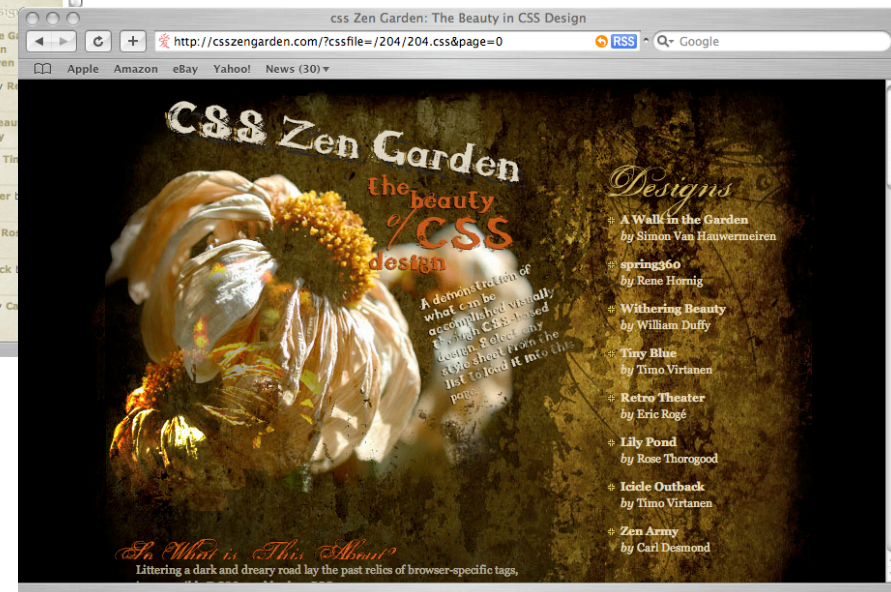 css Zen Garden: The Beauty in CSS Design
http://csszengarden.com/?cssfile=/204/204.css&page=0
RSS
Google
Apple Amazon eBay Yahoo! News (30)
CSS Zen Garden
the
beauty
of CSS
design
A demonstration of
what can be
accomplished visually
through CSS-based
design. Select any
style sheet from the
list to load it into this
page.
Designs
A Walk in the Garden
by Simon Van Hauwermeiren
spring360
by Rene Hornig
Withering Beauty
by William Duffy
Tiny Blue
by Timo Virtanen
Retro Theater
by Eric Rogé
Lily Pond
by Rose Thorogood
Icicle Outback
by Timo Virtanen
Zen Army
by Carl Desmond
So What is This About?
Littering a dark and dreary road lay the past relics of browser-specific tags,